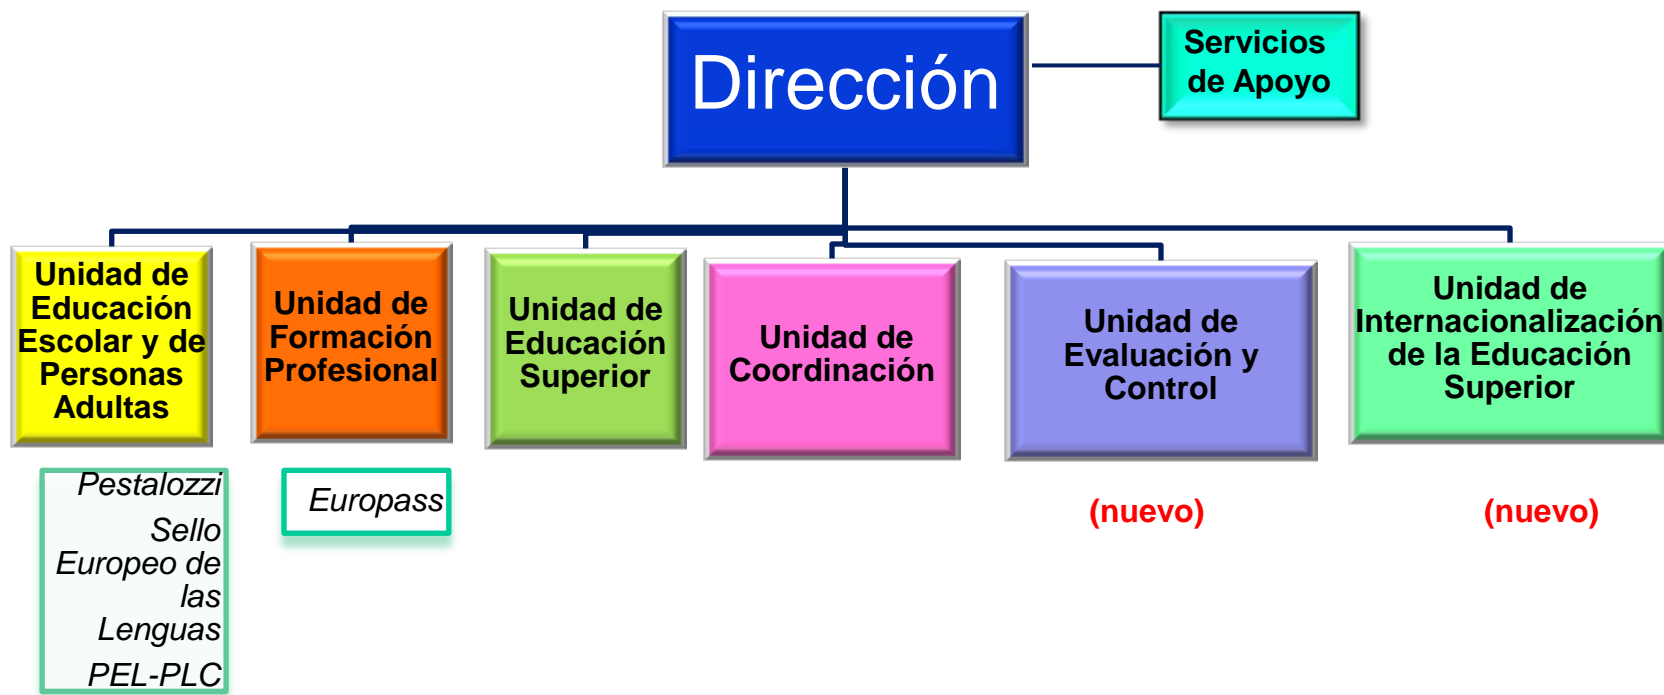 Dirección
Servicios
de Apoyo
Unidad de
Educación
Escolar y de
Personas
Adultas
Unidad de
Formación
Profesional
Unidad de
Educación
Superior
Unidad de
Coordinación
Unidad de
Evaluación y
Control
Unidad de
Internacionalización
de la Educación
Superior
Pestalozzi
Sello
Europeo de
las
Lenguas
PEL-PLC
Europass
(nuevo)
(nuevo)